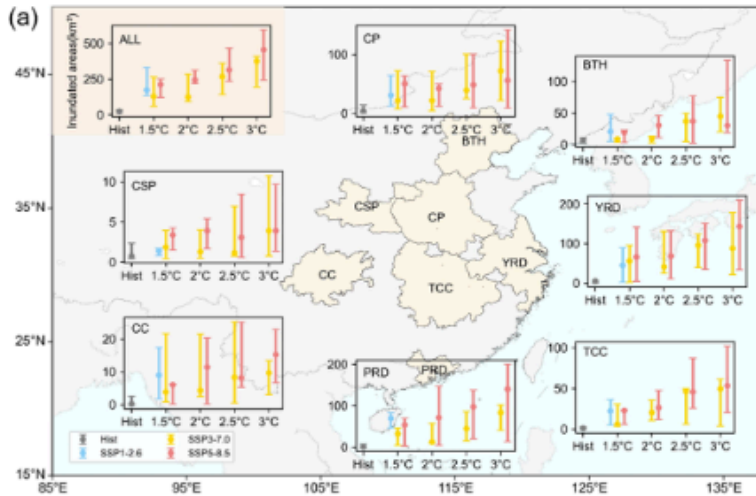 (a)
45°N
35°N
25°N
15°N
85°E
95°E
105°E
115°E
125°E
135°E
Inundated areas(km²)
ALL
500
250
0
Hist 1.5°C 2°C 2.5°C 3°C
CP
100
0
Hist 1.5°C 2°C 2.5°C 3°C
BTH
100
50
0
Hist 1.5°C 2°C 2.5°C 3°C
CSP
10
5
0
Hist 1.5°C 2°C 2.5°C 3°C
YRD
200
100
0
Hist 1.5°C 2°C 2.5°C 3°C
CC
20
10
0
Hist 1.5°C 2°C 2.5°C 3°C
PRD
200
100
0
Hist 1.5°C 2°C 2.5°C 3°C
TCC
100
50
0
Hist 1.5°C 2°C 2.5°C 3°C
BTH
CSP
CP
CC
TCC
YRD
PRD
Hist
SSP1-2.6
SSP3-7.0
SSP5-8.5